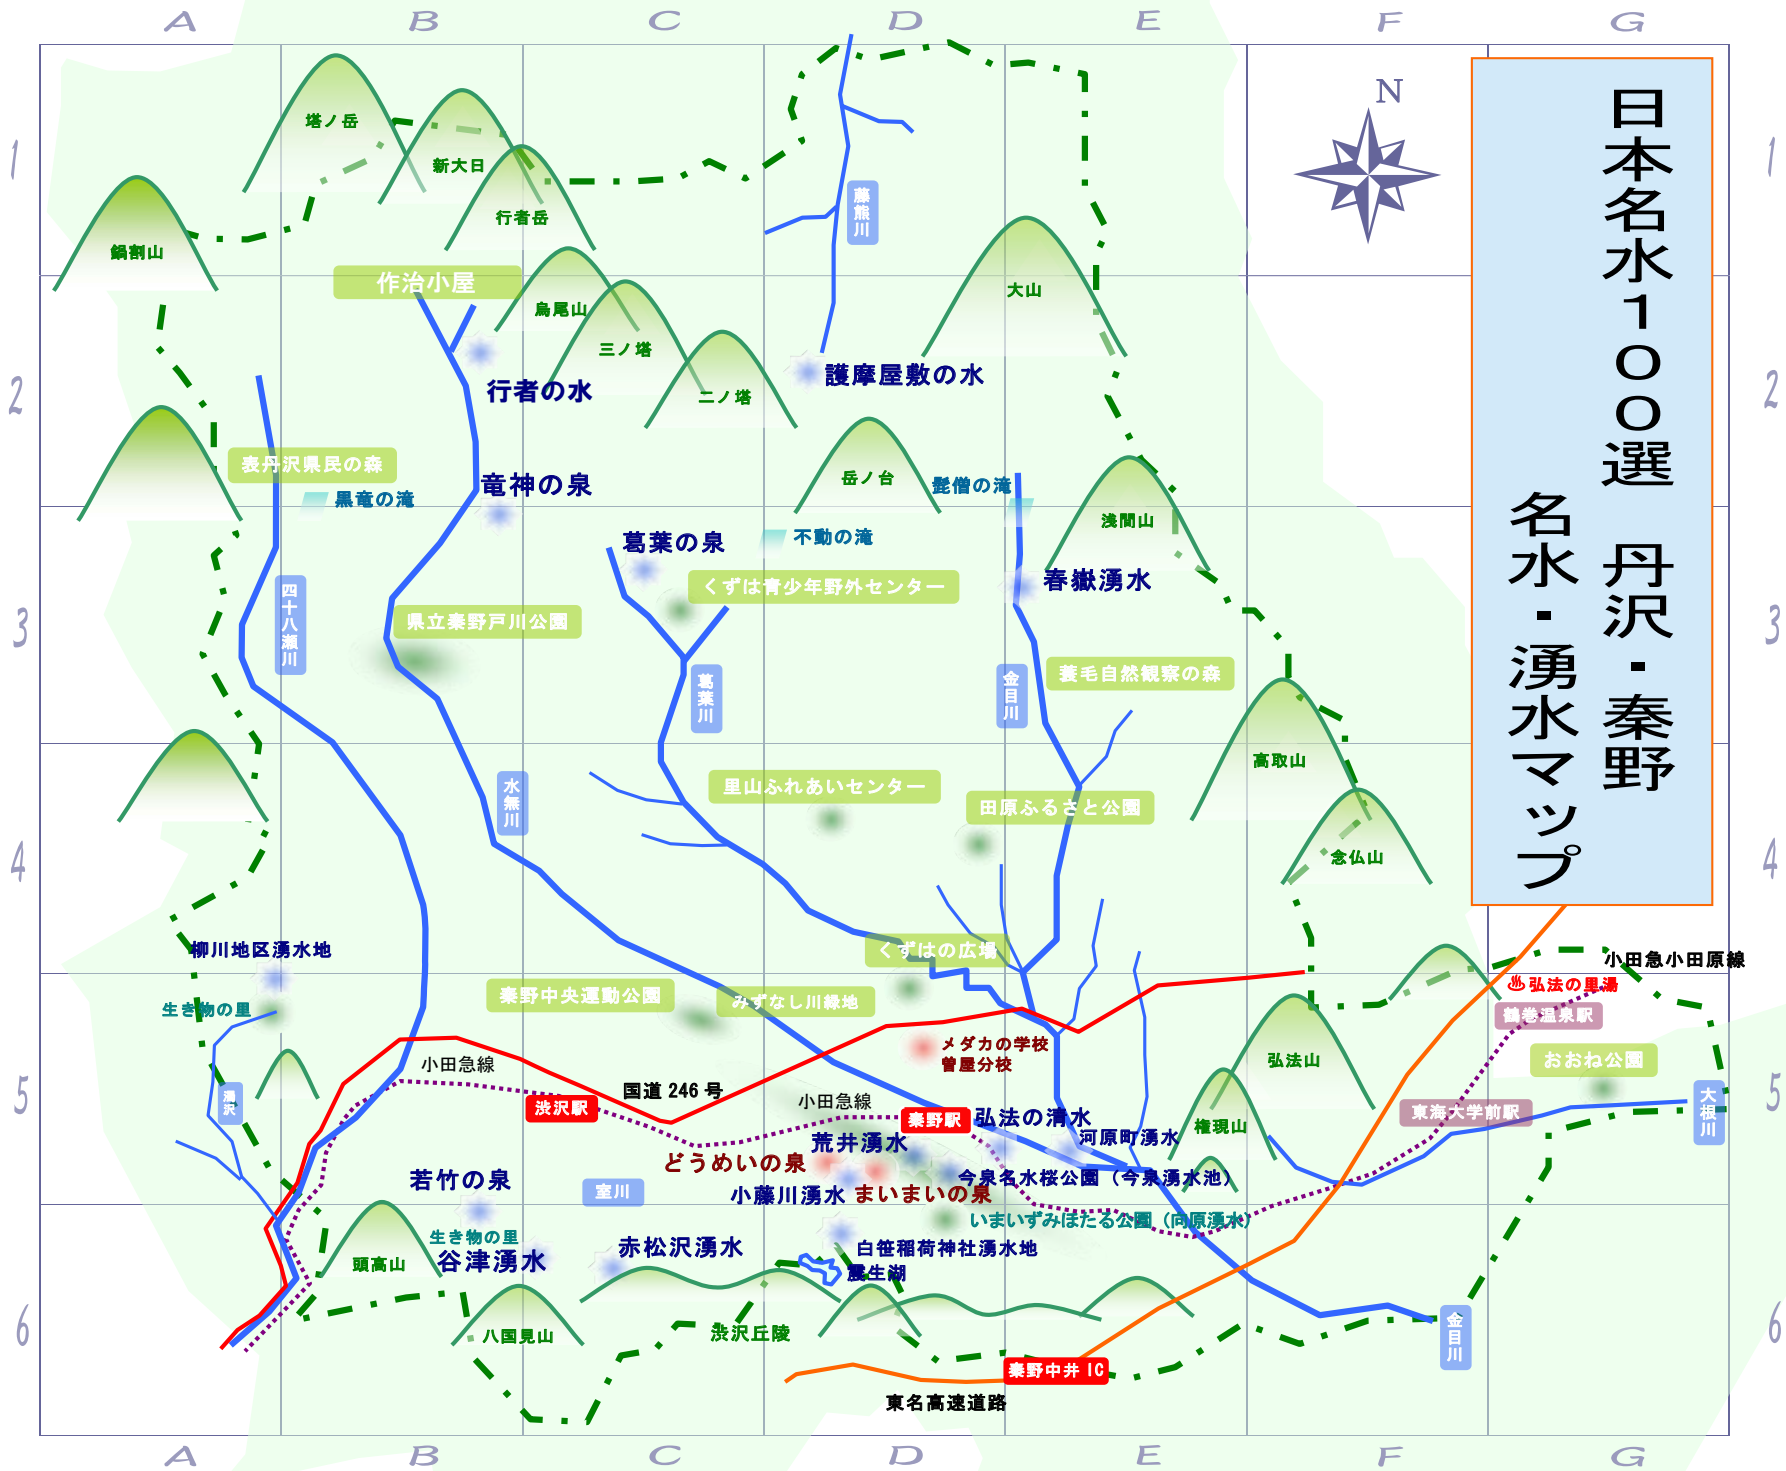 A B C D E F G
N
日本名水１００選　丹沢・秦野
名水・湧水マップ
1
塔ノ岳
新大日
行者岳
鍋割山
藤熊川
1
作治小屋
烏尾山
大山
三ノ塔
二ノ塔
行者の水
護摩屋敷の水
2
2
表丹沢県民の森
黒竜の滝
竜神の泉
岳ノ台
髭僧の滝
浅間山
葛葉の泉
不動の滝
くずは青少年野外センター
春嶽湧水
四十八瀬川
県立秦野戸川公園
3
3
葛葉川
金目川
蓑毛自然観察の森
高取山
水無川
里山ふれあいセンター
田原ふるさと公園
念仏山
4
4
柳川地区湧水地
くずはの広場
小田急小田原線
弘法の里湯
生き物の里
秦野中央運動公園
みずなし川緑地
鶴巻温泉駅
メダカの学校
曽屋分校
小田急線
弘法山
おおね公園
国道 246 号
5
5
湯沢
渋沢駅
小田急線
秦野駅
弘法の清水
権現山
東海大学前駅
大根川
荒井湧水
河原町湧水
どうめいの泉
若竹の泉
室川
小藤川湧水
まいまいの泉
今泉名水桜公園（今泉湧水池）
いまいずみほたる公園（向原湧水）
生き物の里
谷津湧水
赤松沢湧水
白笹稲荷神社湧水地
震生湖
頭高山
6
6
八国見山
渋沢丘陵
金目川
秦野中井 IC
東名高速道路
A B C D E F G